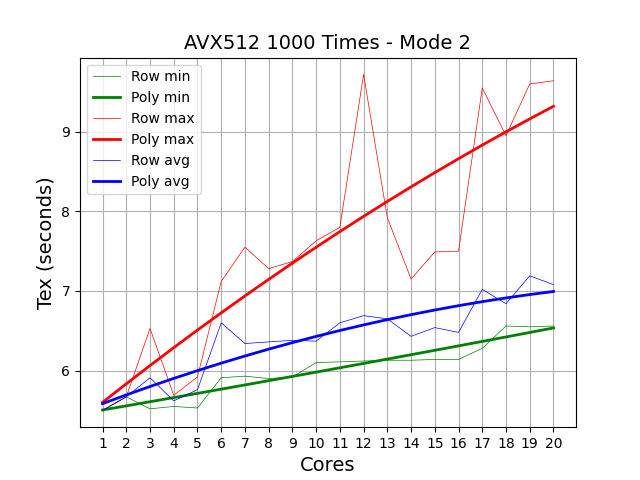 AVX512 1000 Times - Mode 2
Row min
Poly min
Row max
Poly max
Row avg
Poly avg
Tex (seconds)
9
8
7
6
1 2 3 4 5 6 7 8 9 10 11 12 13 14 15 16 17 18 19 20
Cores